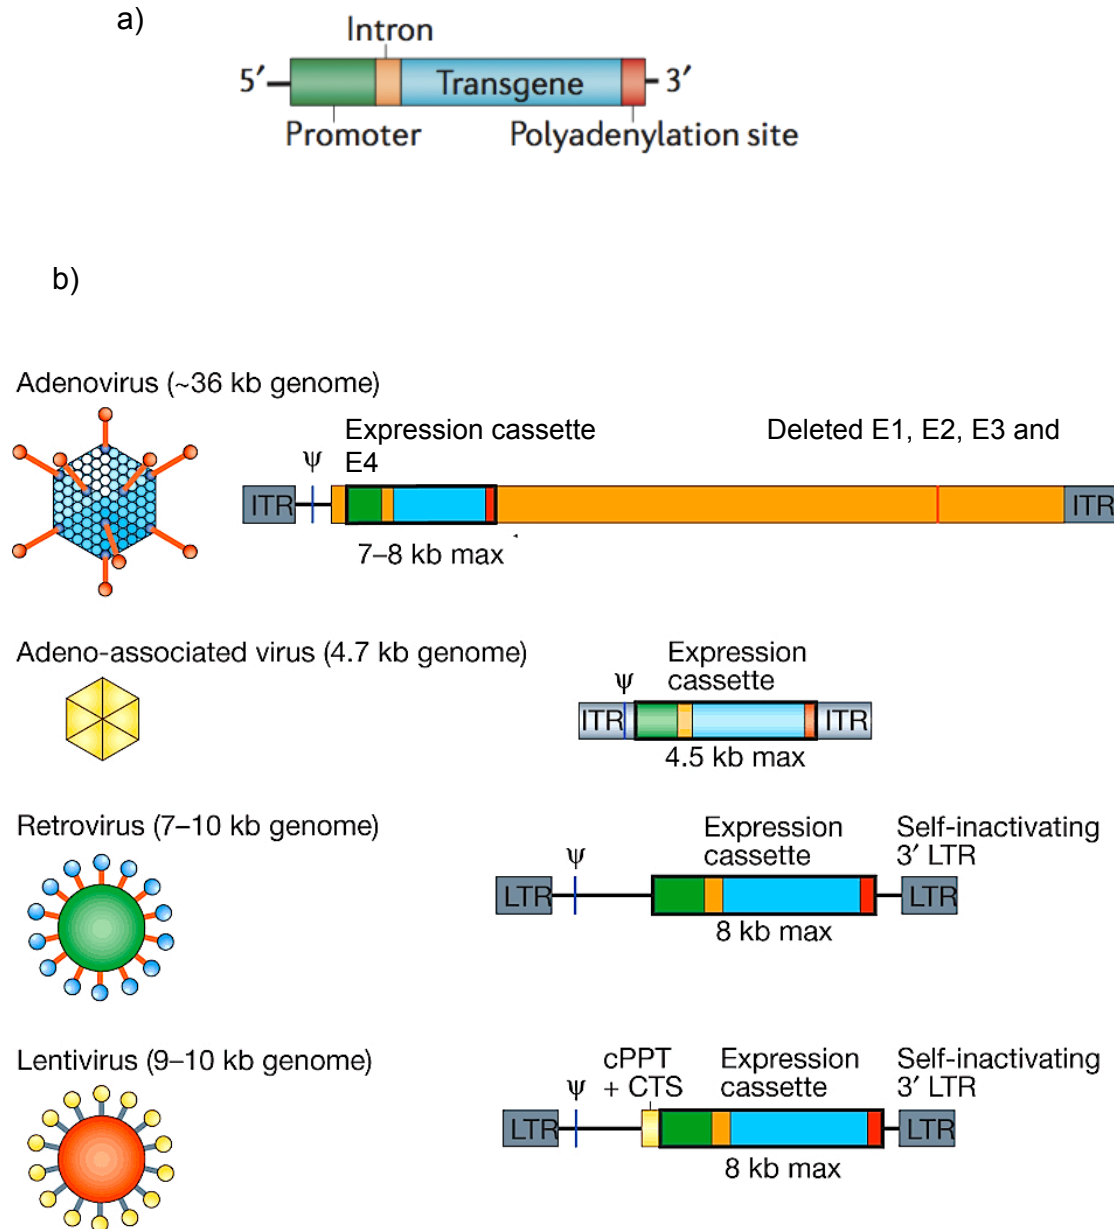 a)
Intron
5′ Transgene 3′
Promoter Polyadenylation site
b)
Adenovirus (~36 kb genome)
Expression cassette Deleted E1, E2, E3 and
ψ E4
ITR ITR
7–8 kb max
Adeno-associated virus (4.7 kb genome)
Expression
cassette
ψ
ITR ITR
4.5 kb max
Retrovirus (7–10 kb genome)
Expression
cassette
Self-inactivating
3′ LTR
ψ
LTR LTR
8 kb max
Lentivirus (9–10 kb genome)
cPPT
+ CTS
Expression
cassette
Self-inactivating
3′ LTR
ψ
LTR LTR
8 kb max